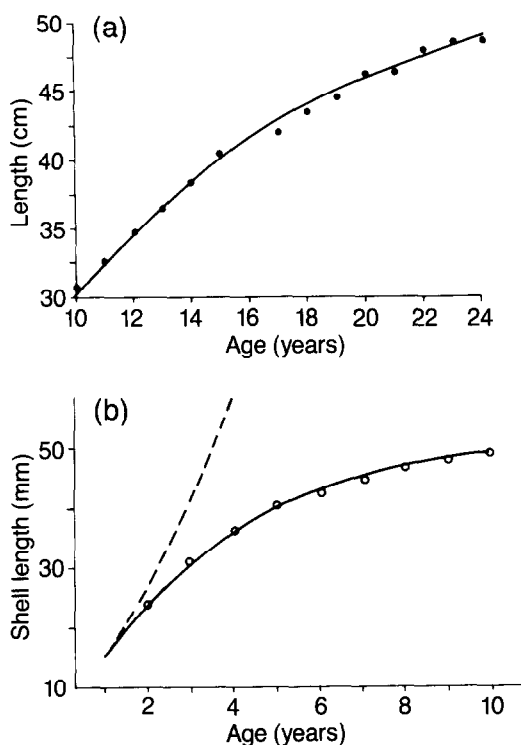 (a)
Length (cm)
50
45
40
35
30
10 12 14 16 18 20 22 24
Age (years)
(b)
Shell length (mm)
50
30
10
2 4 6 8 10
Age (years)